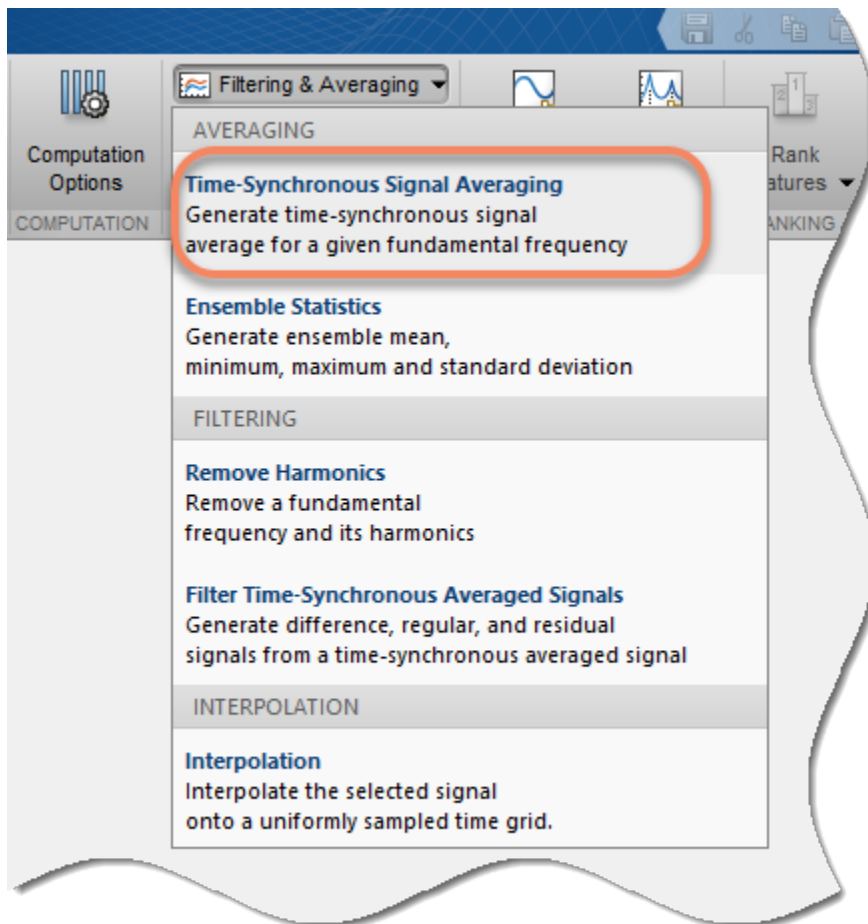 Filtering & Averaging
Computation
Options
COMPUTATION
AVERAGING
Time-Synchronous Signal Averaging
Generate time-synchronous signal
average for a given fundamental frequency
Ensemble Statistics
Generate ensemble mean,
minimum, maximum and standard deviation
FILTERING
Remove Harmonics
Remove a fundamental
frequency and its harmonics
Filter Time-Synchronous Averaged Signals
Generate difference, regular, and residual
signals from a time-synchronous averaged signal
INTERPOLATION
Interpolation
Interpolate the selected signal
onto a uniformly sampled time grid.
2 1 3
Rank
atures
ANKING